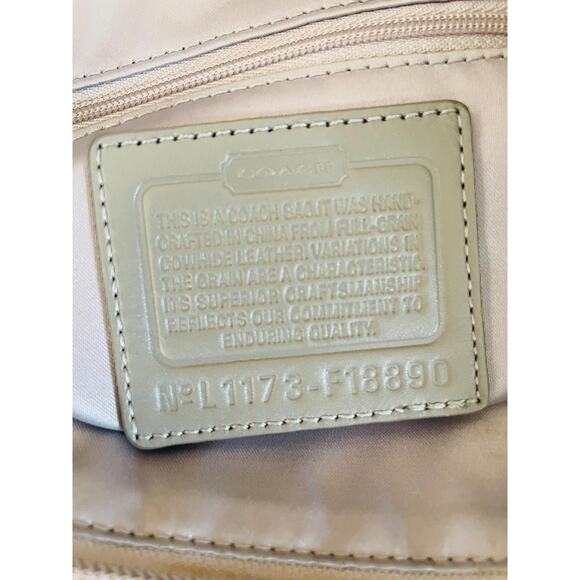 COACH
THIS IS A COACH BAG.IT WAS HAND-
CRAFTED IN CHINA FROM FULL-GRAIN
COWHIDE LEATHER. VARIATIONS IN
THE GRAIN ARE A CHARACTERISTIC.
IT'S SUPERIOR CRAFTSMANSHIP
REFLECTS OUR COMMITMENT TO
ENDURING QUALITY.
No L1173-F18890